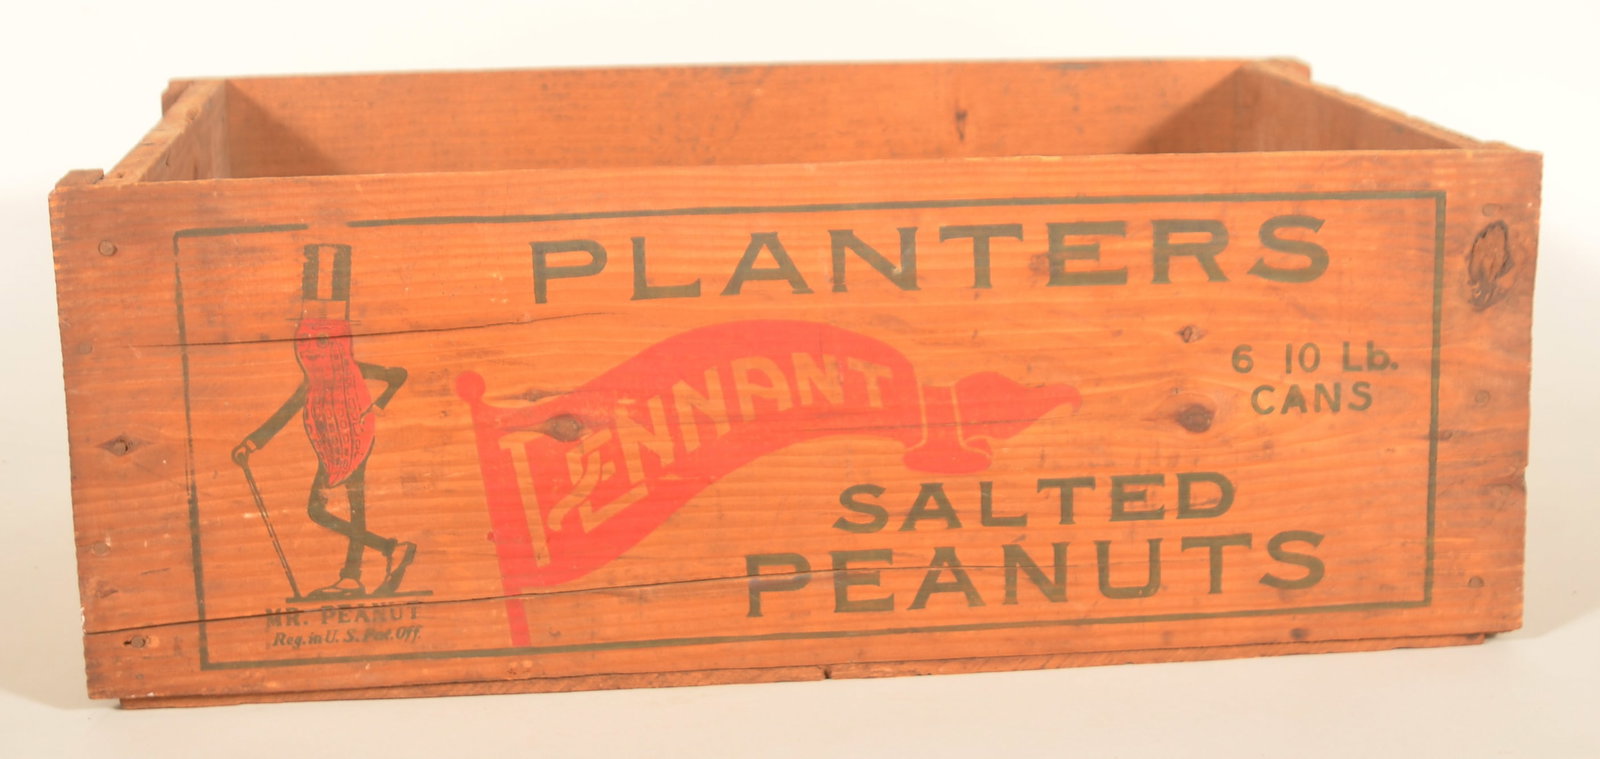 PLANTERS
PENNANT
6 10 Lb.
CANS
SALTED
PEANUTS
MR. PEANUT
Reg. in U. S. Pat. Off.